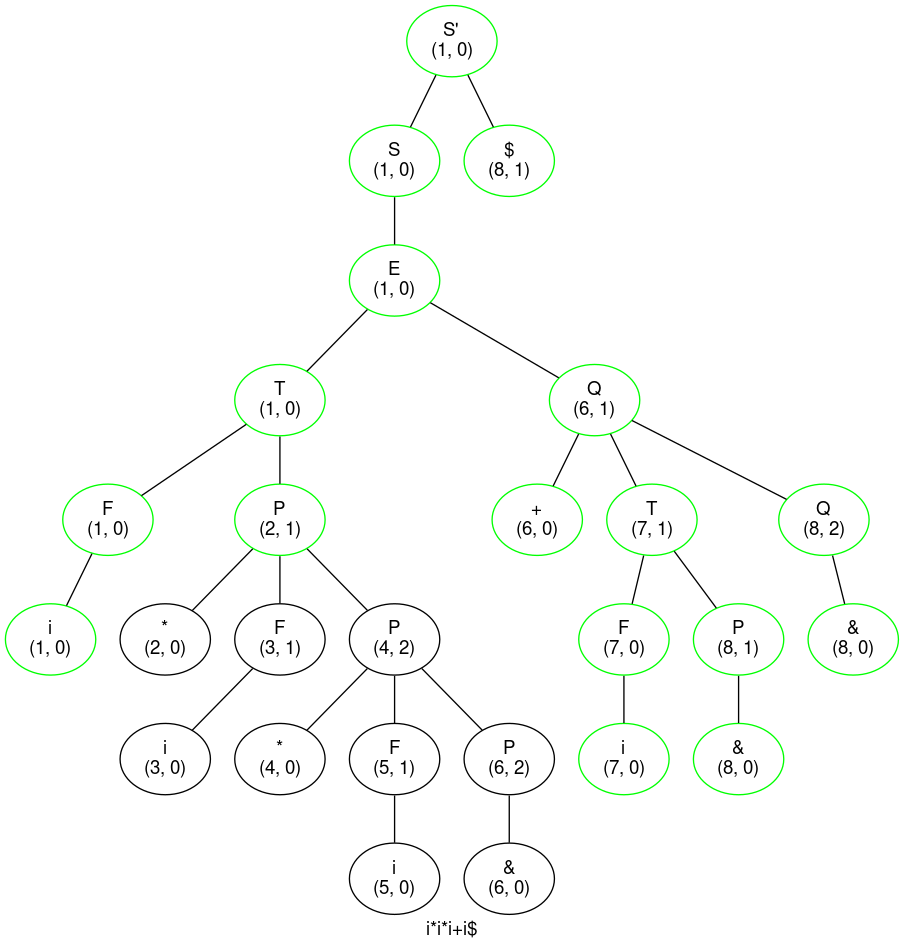 S'
(1, 0)
S
(1, 0)
$
(8, 1)
E
(1, 0)
T
(1, 0)
Q
(6, 1)
F
(1, 0)
P
(2, 1)
+
(6, 0)
T
(7, 1)
Q
(8, 2)
i
(1, 0)
*
(2, 0)
F
(3, 1)
P
(4, 2)
F
(7, 0)
P
(8, 1)
&
(8, 0)
i
(3, 0)
*
(4, 0)
F
(5, 1)
P
(6, 2)
i
(7, 0)
&
(8, 0)
i
(5, 0)
&
(6, 0)
i*i*i+i$